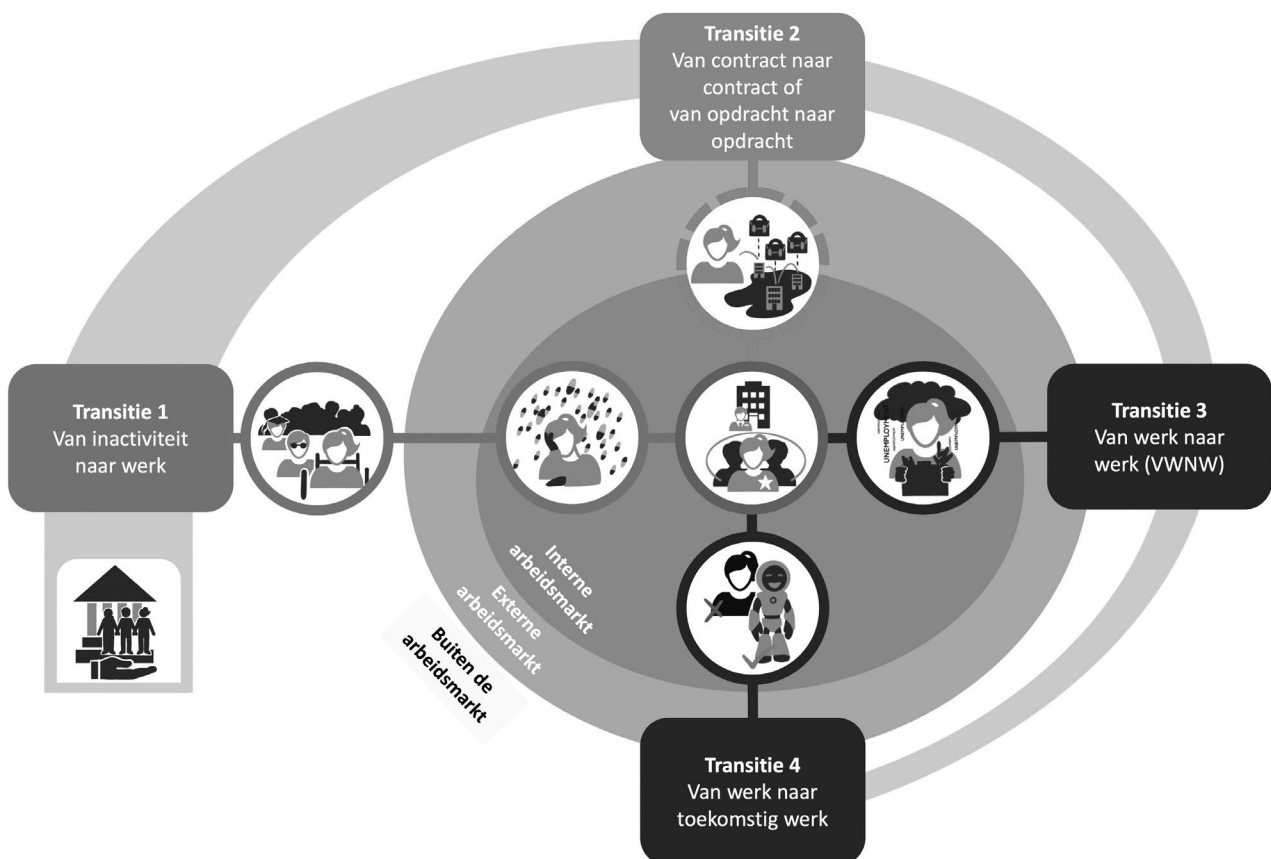 Transitie 2
Van contract naar
contract of
van opdracht naar
opdracht
Transitie 1
Van inactiviteit
naar werk
UNEMPLOYMENT
Transitie 3
Van werk naar
werk (VWNW)
Interne
arbeidsmarkt
Externe
arbeidsmarkt
Buiten de
arbeidsmarkt
Transitie 4
Van werk naar
toekomstig werk